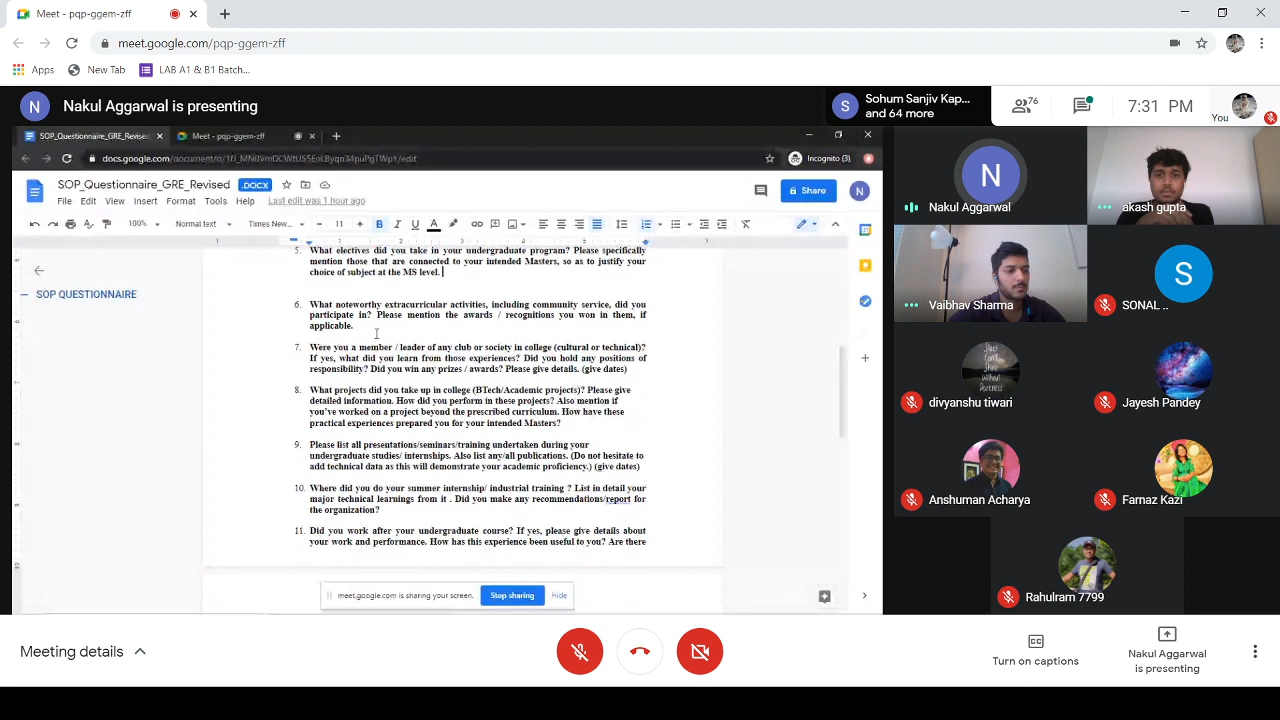 Meet - pqp-ggem-zff
meet.google.com/pqp-ggem-zff
Apps
New Tab
LAB A1 & B1 Batch...
N
Nakul Aggarwal is presenting
S
Sohum Sanjiv Kap...
and 64 more
76
7:31 PM
You
SOP_Questionnaire_GRE_Revised
Meet - pqp-ggem-zff
Incognito (3)
SOP_Questionnaire_GRE_Revised
.DOCX
Share
N
File Edit View Insert Format Tools Help
Last edit was 1 hour ago
100%
Normal text
Times New...
11
B I U A
SOP QUESTIONNAIRE
5. What electives did you take in your undergraduate program? Please specifically
mention those that are connected to your intended Masters, so as to justify your
choice of subject at the MS level.
6. What noteworthy extracurricular activities, including community service, did you
participate in? Please mention the awards / recognitions you won in them, if
applicable.
7. Were you a member / leader of any club or society in college (cultural or technical)?
If yes, what did you learn from those experiences? Did you hold any positions of
responsibility? Did you win any prizes / awards? Please give details. (give dates)
8. What projects did you take up in college (BTech/Academic projects)? Please give
detailed information. How did you perform in these projects? Also mention if
you've worked on a project beyond the prescribed curriculum. How have these
practical experiences prepared you for your intended Masters?
9. Please list all presentations/seminars/training undertaken during your
undergraduate studies/ internships. Also list any/all publications. (Do not hesitate to
add technical data as this will demonstrate your academic proficiency.) (give dates)
10. Where did you do your summer internship/ industrial training ? List in detail your
major technical learnings from it . Did you make any recommendations/report for
the organization?
11. Did you work after your undergraduate course? If yes, please give details about
your work and performance. How has this experience been useful to you? Are there
meet.google.com is sharing your screen.
Stop sharing
Hide
N
Nakul Aggarwal
akash gupta
Vaibhav Sharma
S
SONAL ..
divyanshu tiwari
Jayesh Pandey
Anshuman Acharya
Farnaz Kazi
Rahulram 7799
Meeting details
Turn on captions
Nakul Aggarwal
is presenting